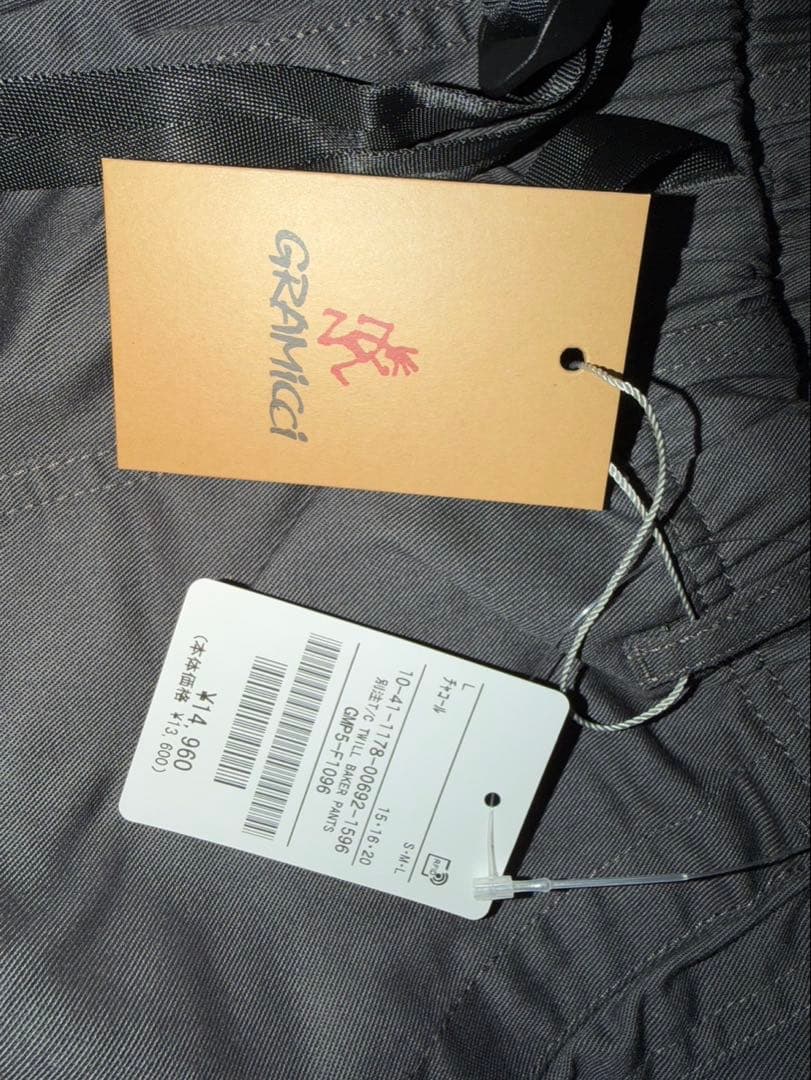 GRAMiCCi
L
チャコール
15・16・20
S・M・L
RFID
10-41-1178-00692-1596
別注T/C TWILL BAKER PANTS
GMP5-F1096
¥14,960
(本体価格 ¥13,600)